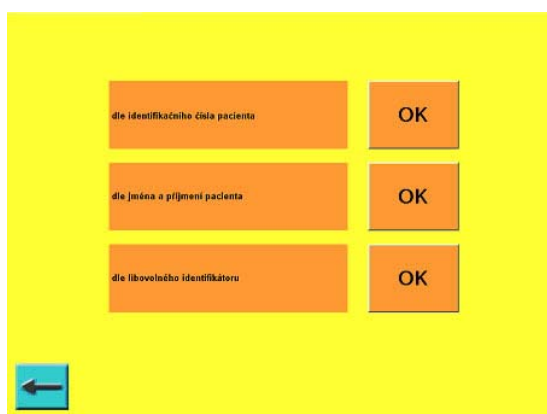 dle identifikačního čísla pacienta
OK
dle jména a příjmení pacienta
OK
dle libovolného identifikátoru
OK